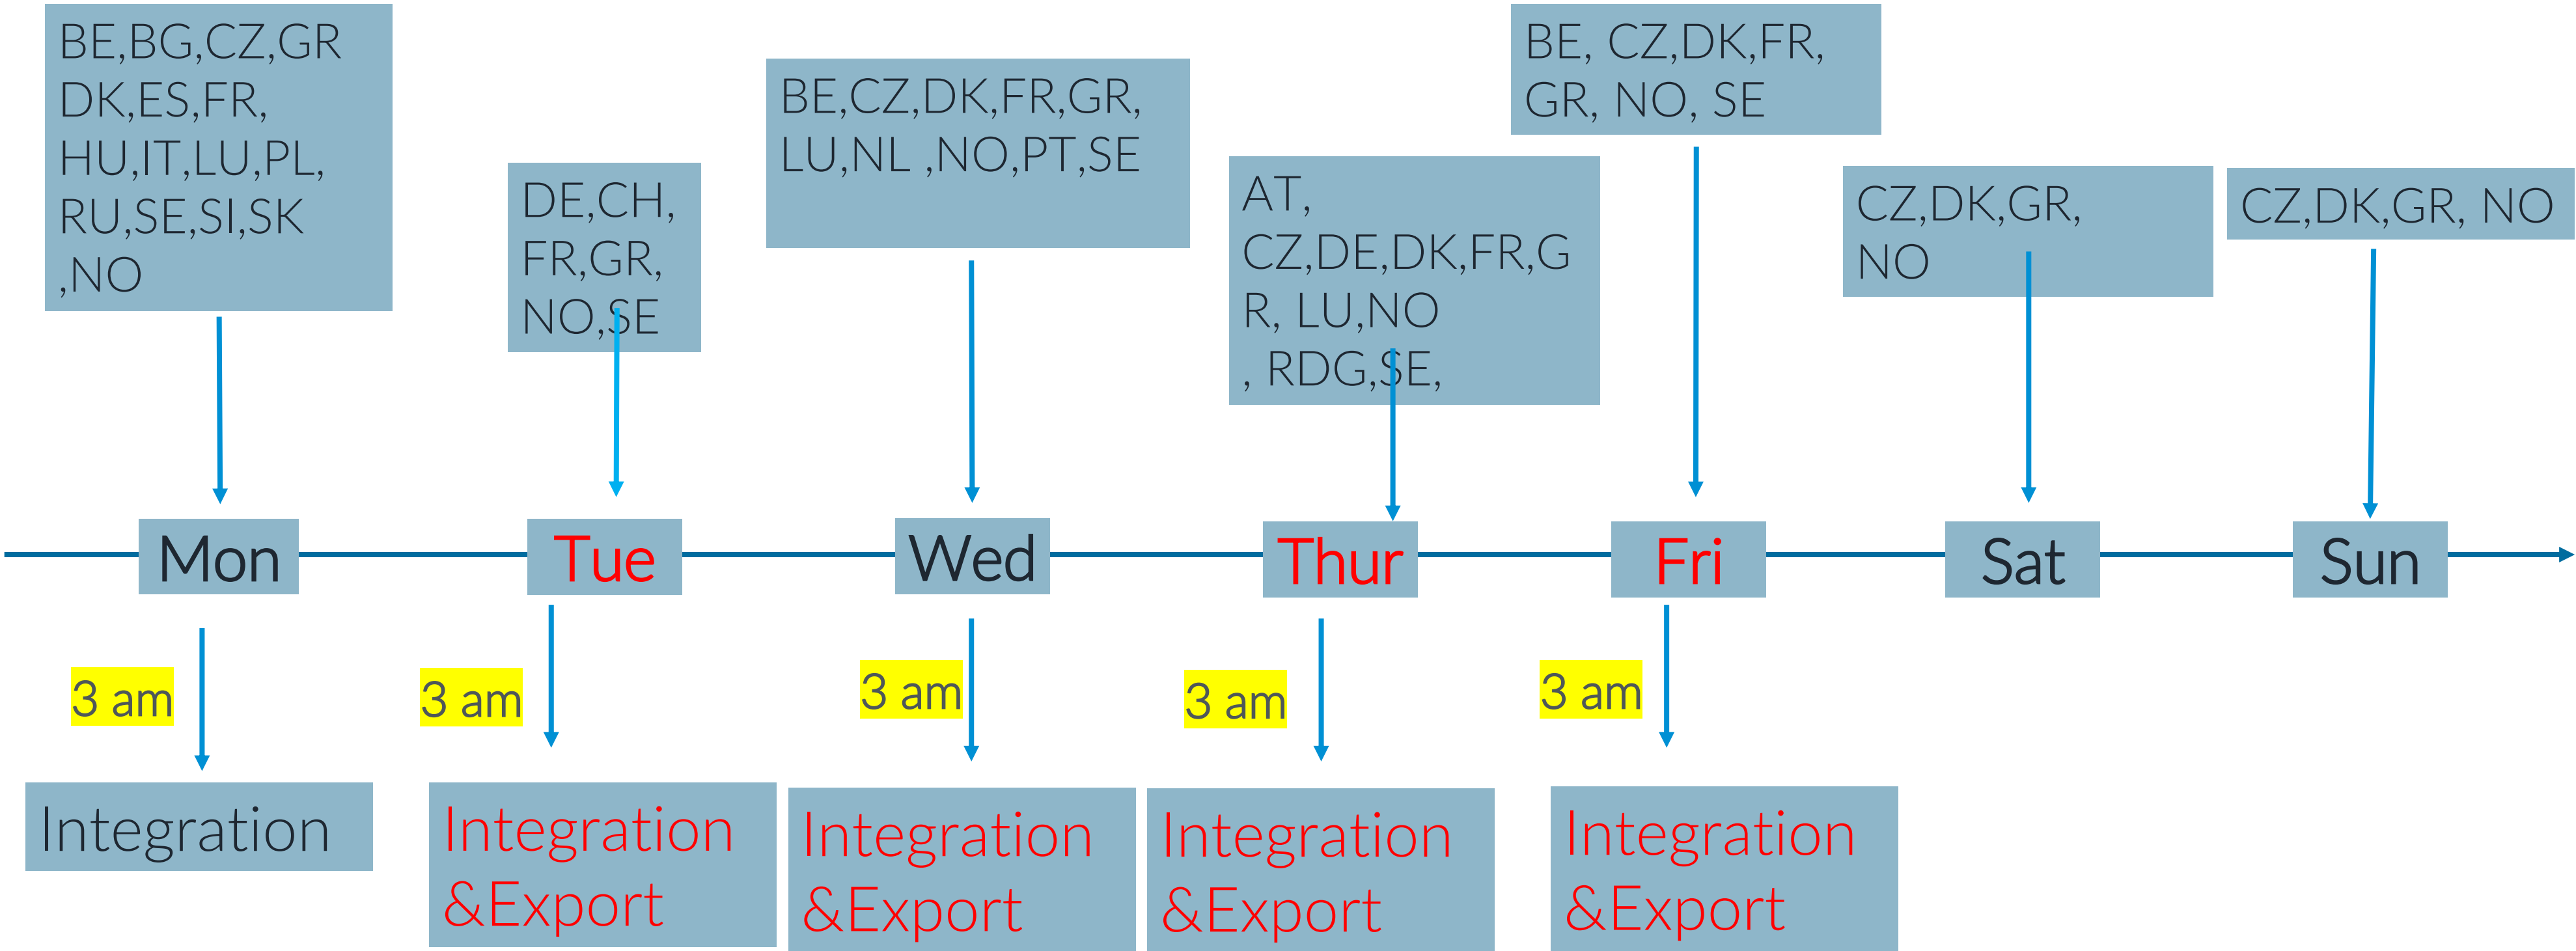 BE,BG,CZ,GR
DK,ES,FR,
HU,IT,LU,PL,
RU,SE,SI,SK
,NO
DE,CH,
FR,GR,
NO,SE
BE,CZ,DK,FR,GR,
LU,NL ,NO,PT,SE
AT,
CZ,DE,DK,FR,G
R, LU,NO
, RDG,SE,
BE, CZ,DK,FR,
GR, NO, SE
CZ,DK,GR,
NO
CZ,DK,GR, NO
Mon
Tue
Wed
Thur
Fri
Sat
Sun
3 am
3 am
3 am
3 am
3 am
Integration
Integration
&Export
Integration
&Export
Integration
&Export
Integration
&Export